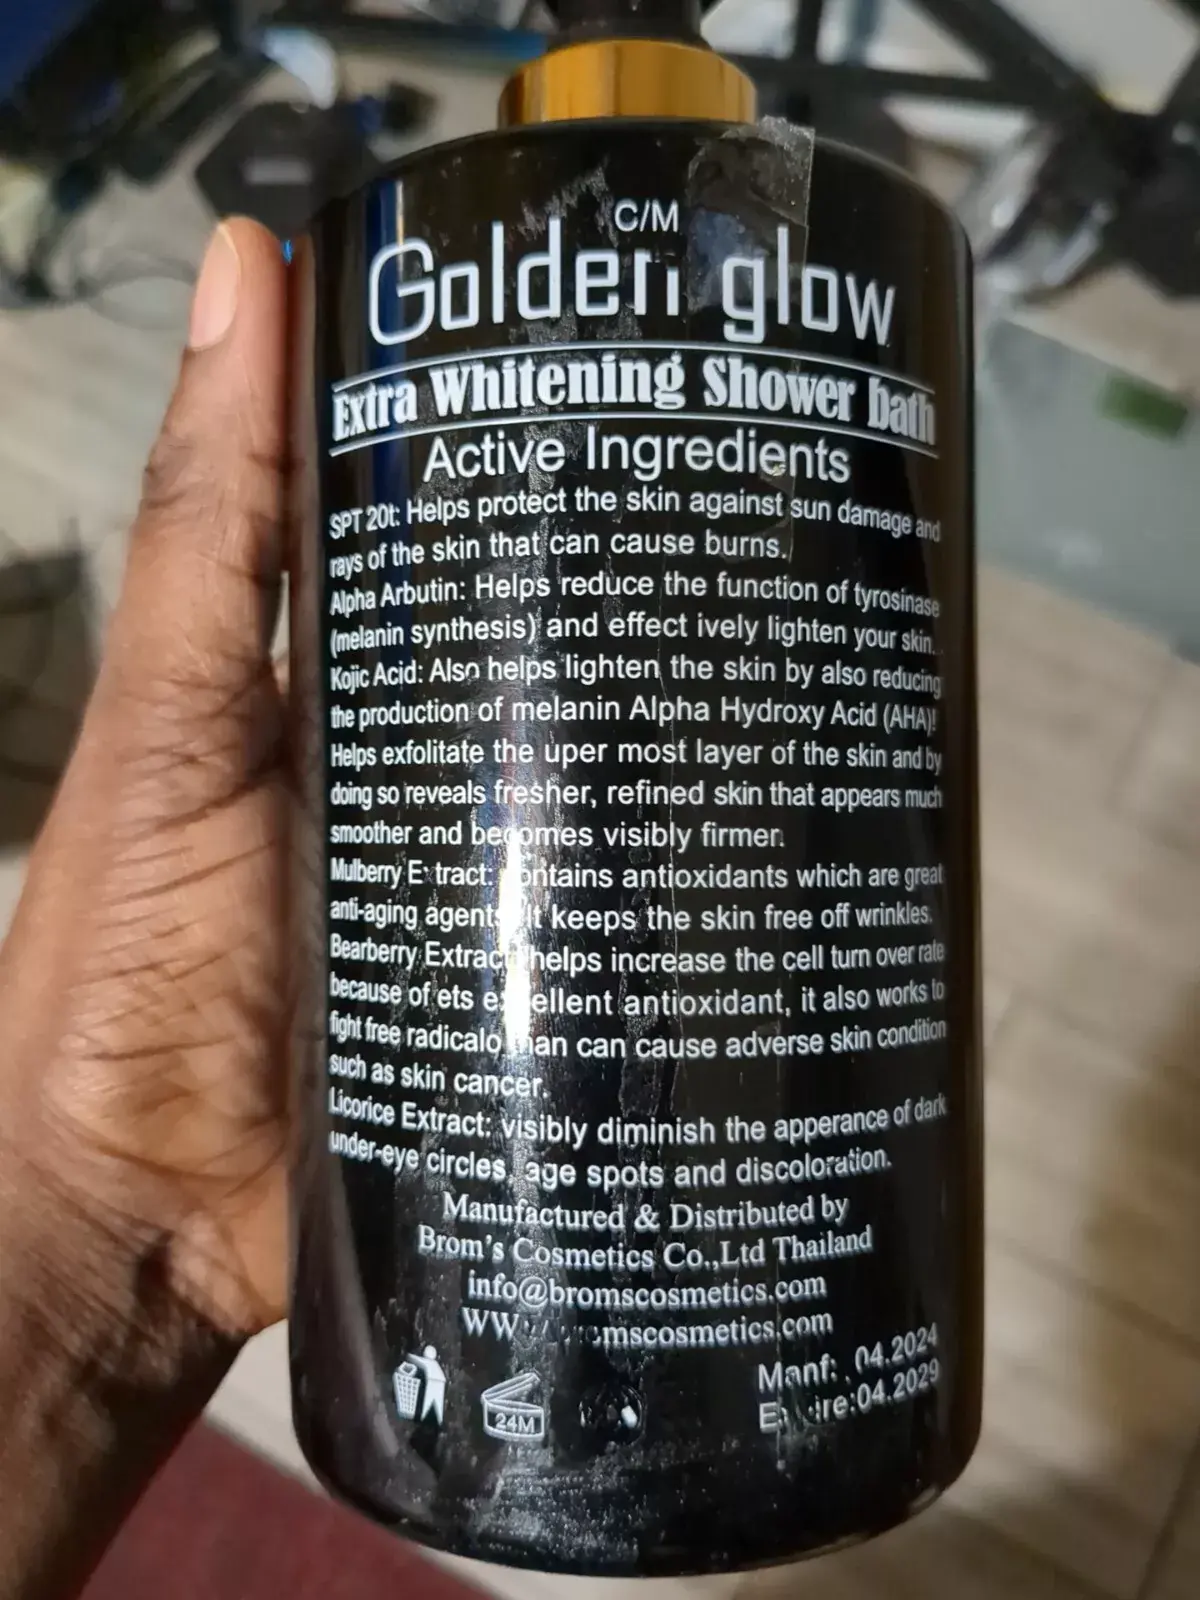 C/M
Golden glow
Extra Whitening Shower bath
Active Ingredients
SPT 20t: Helps protect the skin against sun damage and
rays of the skin that can cause burns.
Alpha Arbutin: Helps reduce the function of tyrosinase
(melanin synthesis) and effect ively lighten your skin.
Kojic Acid: Also helps lighten the skin by also reducing
the production of melanin Alpha Hydroxy Acid (AHA)!
Helps exfolitate the uper most layer of the skin and by
doing so reveals fresher, refined skin that appears much
smoother and becomes visibly firmer.
Mulberry Extract: contains antioxidants which are great
anti-aging agents. It keeps the skin free off wrinkles.
Bearberry Extract: helps increase the cell turn over rate
because of ets excellent antioxidant, it also works to
fight free radicalo can cause adverse skin condition
such as skin cancer.
Licorice Extract: visibly diminish the apperance of dark
under-eye circles, age spots and discoloration.
Manufactured & Distributed by
Brom's Cosmetics Co.,Ltd Thailand
info@bromscosmetics.com
24M
Manf: 04.2024
Expire:04.2029